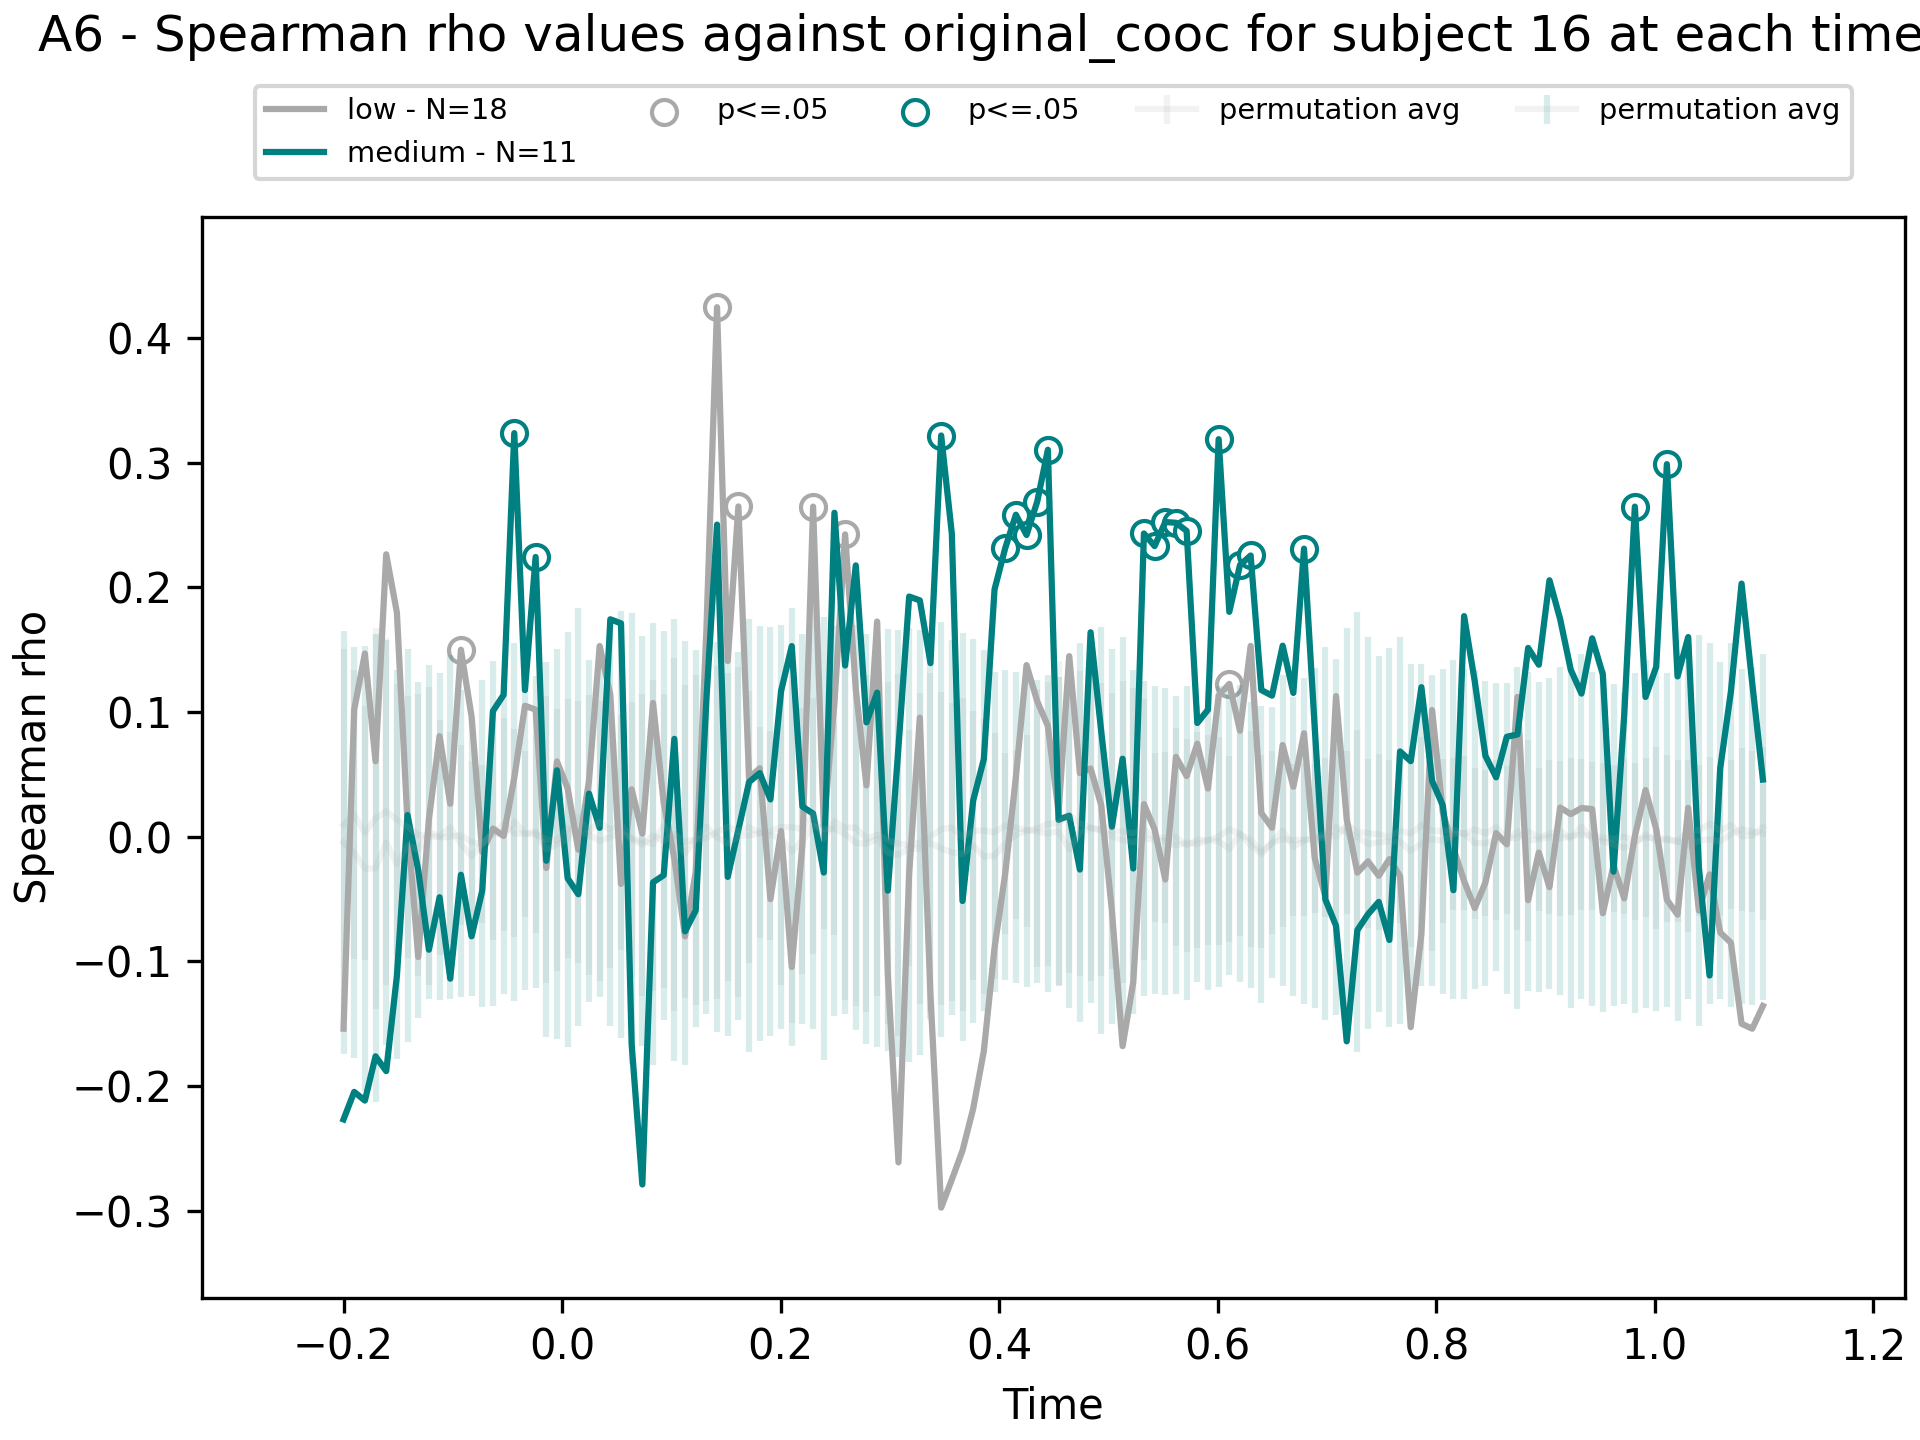 A6 - Spearman rho values against original_cooc for subject 16 at each time
low - N=18
medium - N=11
p<=.05
p<=.05
permutation avg
permutation avg
Spearman rho
0.4
0.3
0.2
0.1
0.0
−0.1
−0.2
−0.3
−0.2
0.0
0.2
0.4
0.6
0.8
1.0
1.2
Time